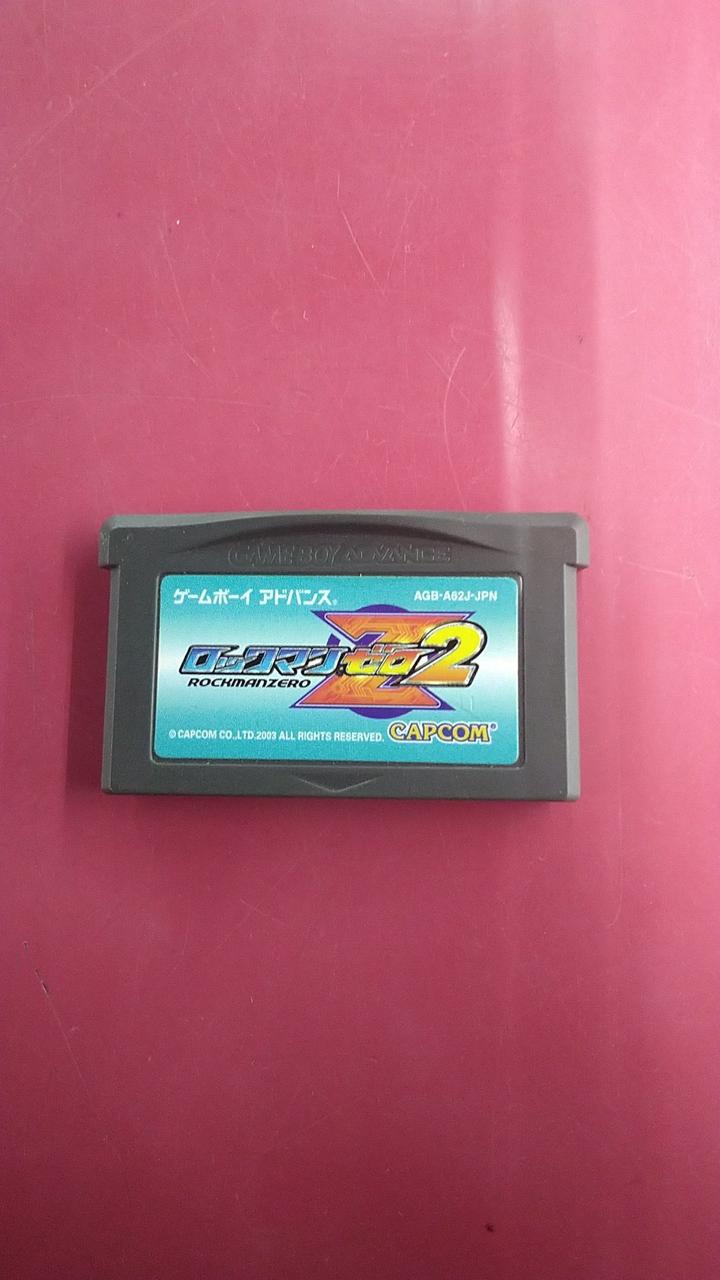 GAME BOY ADVANCE
ゲームボーイ アドバンス® AGB-A62J-JPN
ロックマン ゼロ2
ROCKMANZERO
© CAPCOM CO.,LTD.2003 ALL RIGHTS RESERVED. CAPCOM®